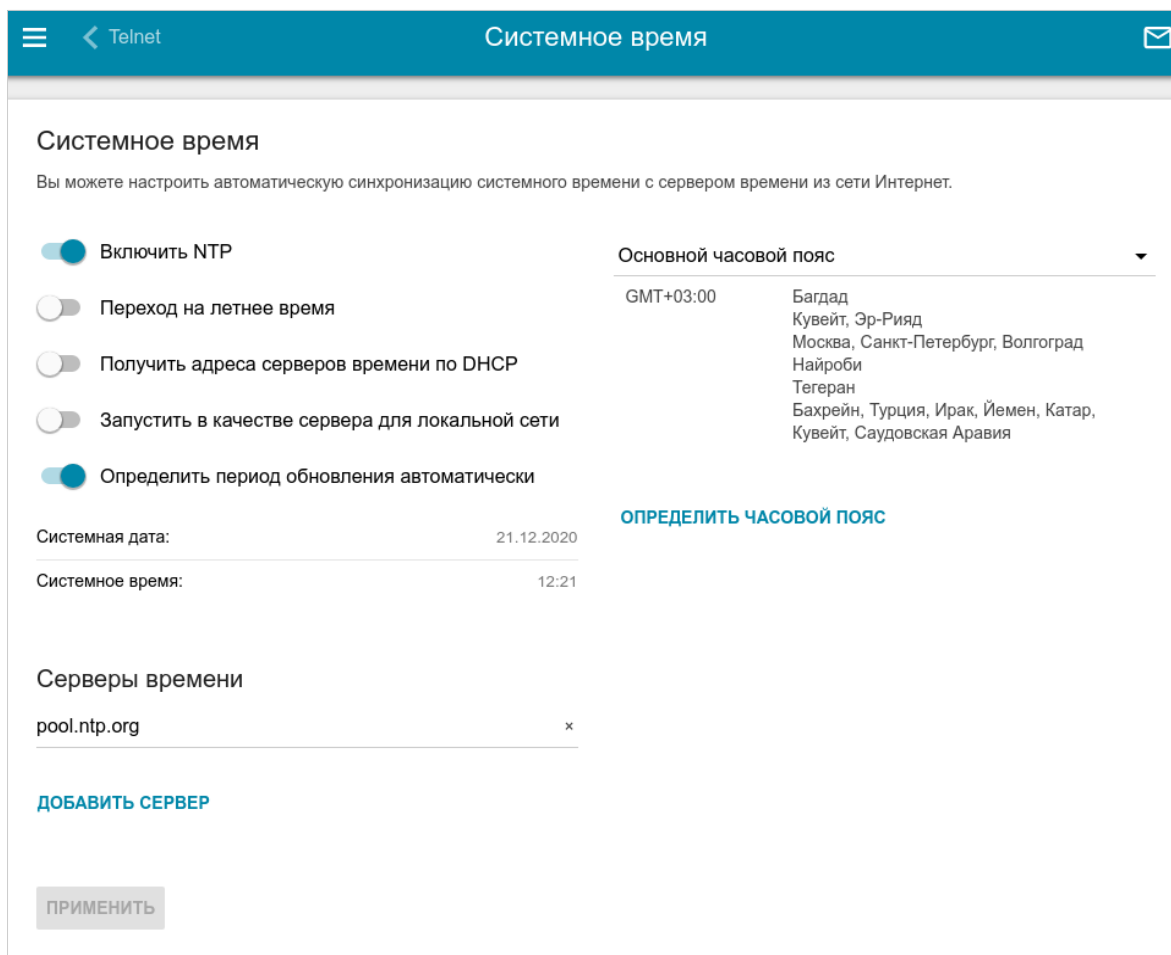 Telnet
Системное время
Системное время
Вы можете настроить автоматическую синхронизацию системного времени с сервером времени из сети Интернет.
Включить NTP
Переход на летнее время
Получить адреса серверов времени по DHCP
Запустить в качестве сервера для локальной сети
Определить период обновления автоматически
Системная дата: 21.12.2020
Системное время: 12:21
Основной часовой пояс
GMT+03:00 Багдад
Кувейт, Эр-Рияд
Москва, Санкт-Петербург, Волгоград
Найроби
Тегеран
Бахрейн, Турция, Ирак, Йемен, Катар,
Кувейт, Саудовская Аравия
ОПРЕДЕЛИТЬ ЧАСОВОЙ ПОЯС
Серверы времени
pool.ntp.org ×
ДОБАВИТЬ СЕРВЕР
ПРИМЕНИТЬ